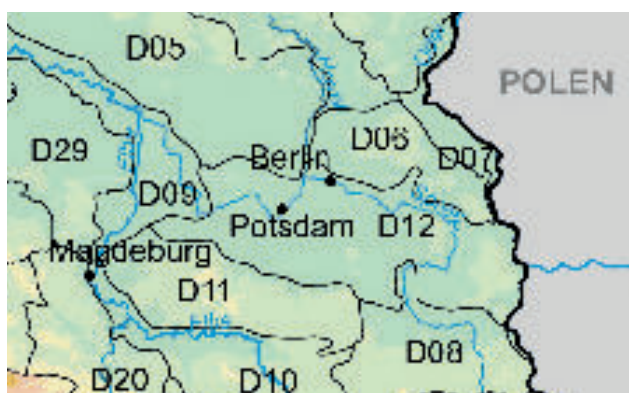 D05
POLEN
D29
D06
Berlin
D07
D09
Potsdam
D12
Magdeburg
D11
Elbe
D08
D20
D10